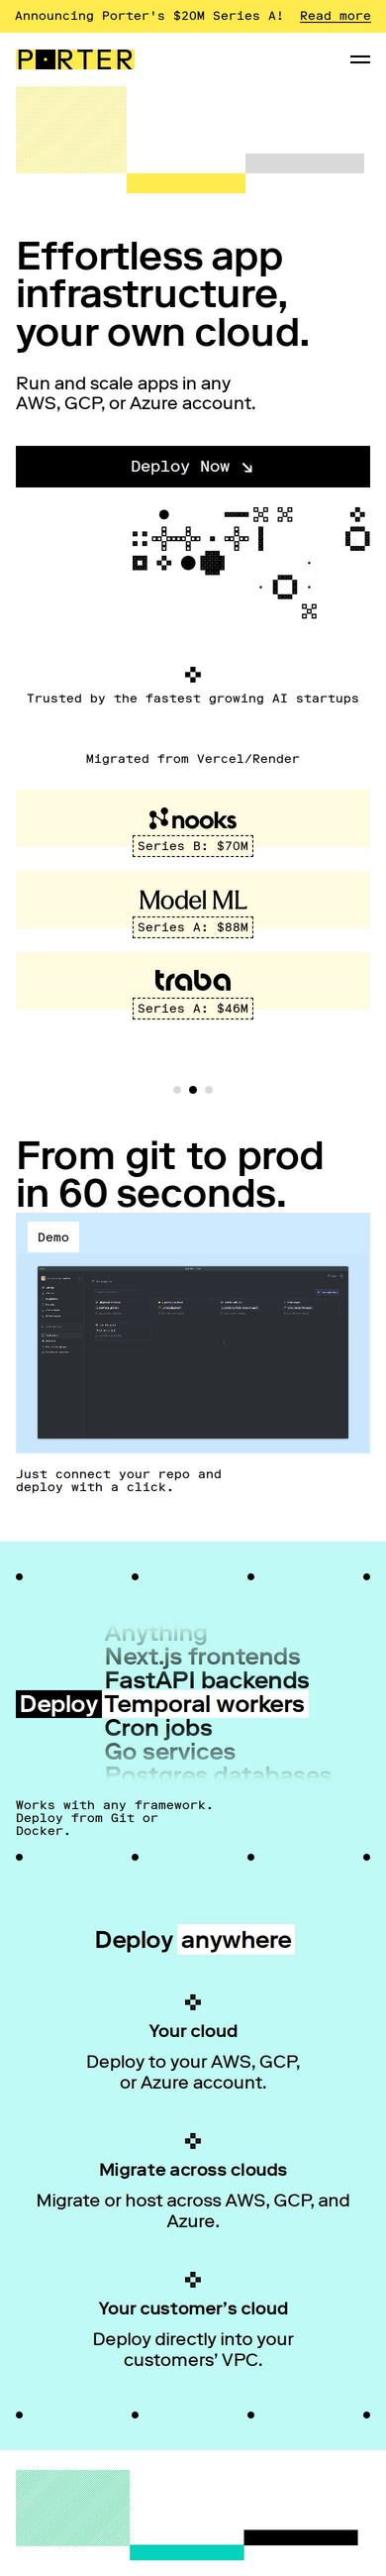 Announcing Porter's $20M Series A! Read more
PORTER
Effortless app
infrastructure,
your own cloud.
Run and scale apps in any
AWS, GCP, or Azure account.
Deploy Now ↘
Trusted by the fastest growing AI startups
Migrated from Vercel/Render
nooks
Series B: $70M
Model ML
Series A: $88M
traba
Series A: $46M
From git to prod
in 60 seconds.
Demo
Just connect your repo and
deploy with a click.
Anything
Next.js frontends
FastAPI backends
Deploy Temporal workers
Cron jobs
Go services
Postgres databases
Works with any framework.
Deploy from Git or
Docker.
Deploy anywhere
Your cloud
Deploy to your AWS, GCP,
or Azure account.
Migrate across clouds
Migrate or host across AWS, GCP, and
Azure.
Your customer’s cloud
Deploy directly into your
customers’ VPC.